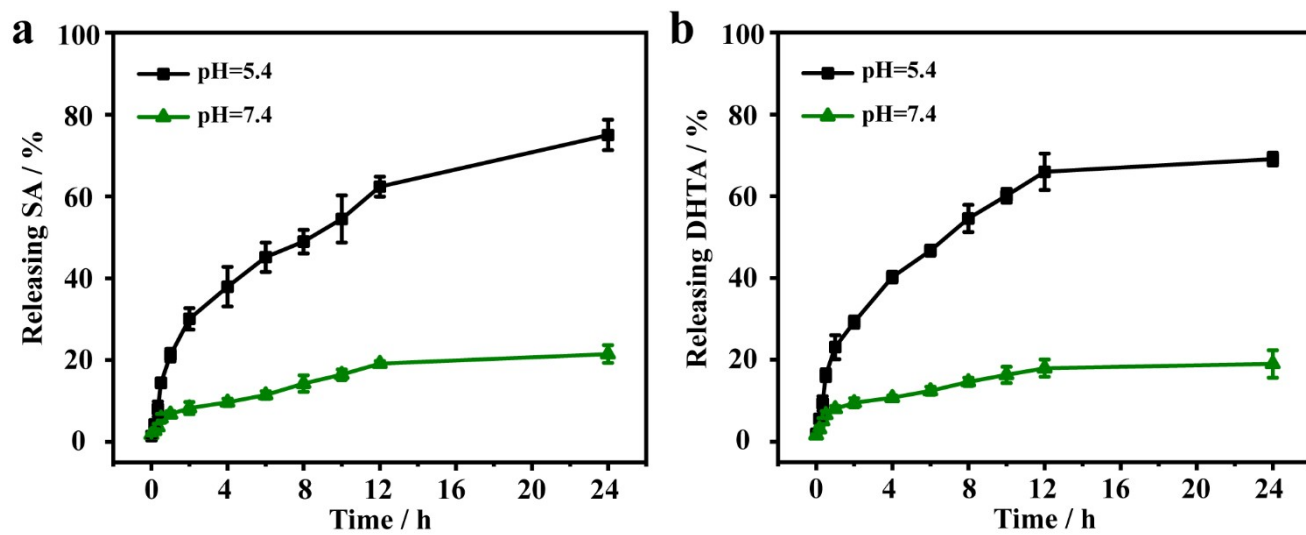 a
100
80
60
40
20
0
Releasing SA / %
pH=5.4
pH=7.4
0 4 8 12 16 20 24
Time / h
b
100
80
60
40
20
0
Releasing DHTA / %
pH=5.4
pH=7.4
0 4 8 12 16 20 24
Time / h